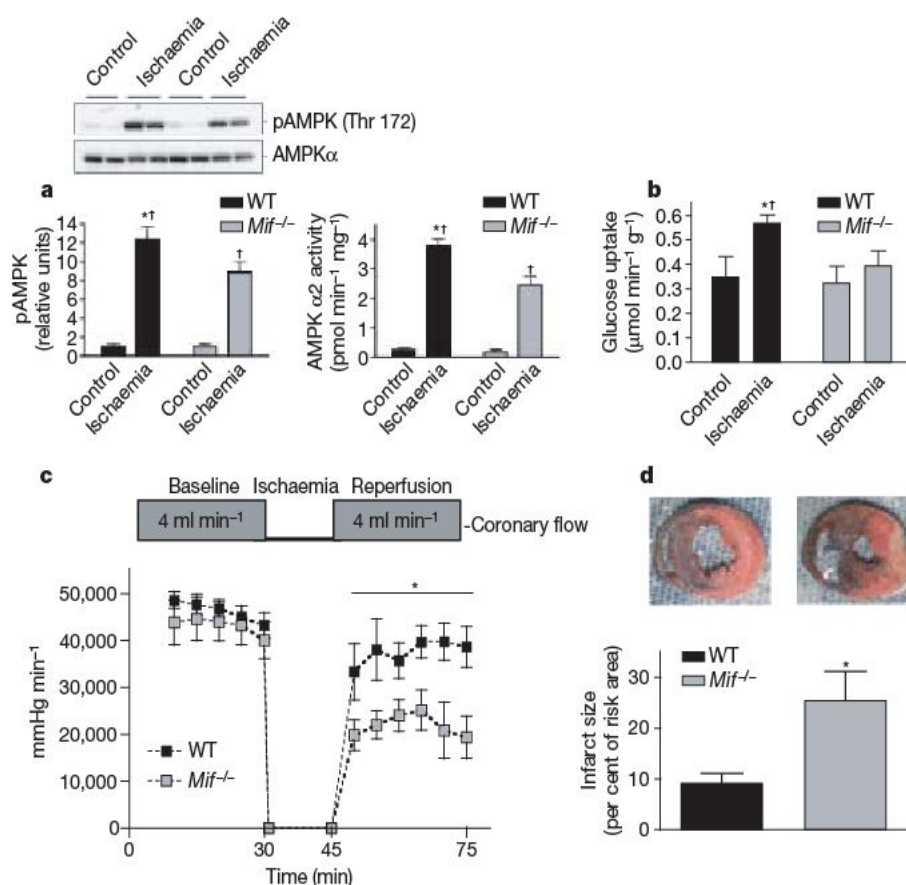 Control
Ischaemia
Control
Ischaemia
pAMPK (Thr 172)
AMPKα
a
WT
Mif–/–
pAMPK
(relative units)
14
12
10
8
6
4
2
0
*†
†
Control
Ischaemia
Control
Ischaemia
AMPK α2 activity
(pmol min–1 mg–1)
4
3
2
1
0
*†
†
Control
Ischaemia
Control
Ischaemia
b
WT
Mif–/–
Glucose uptake
(μmol min–1 g–1)
0.6
0.5
0.4
0.3
0.2
0.1
0.0
*†
Control
Ischaemia
Control
Ischaemia
c
Baseline Ischaemia Reperfusion
4 ml min–1 4 ml min–1 -Coronary flow
mmHg min–1
50,000
40,000
30,000
20,000
10,000
0
*
WT
Mif–/–
0 30 45 75
Time (min)
d
WT
Mif–/–
Infarct size
(per cent of risk area)
30
20
10
0
*